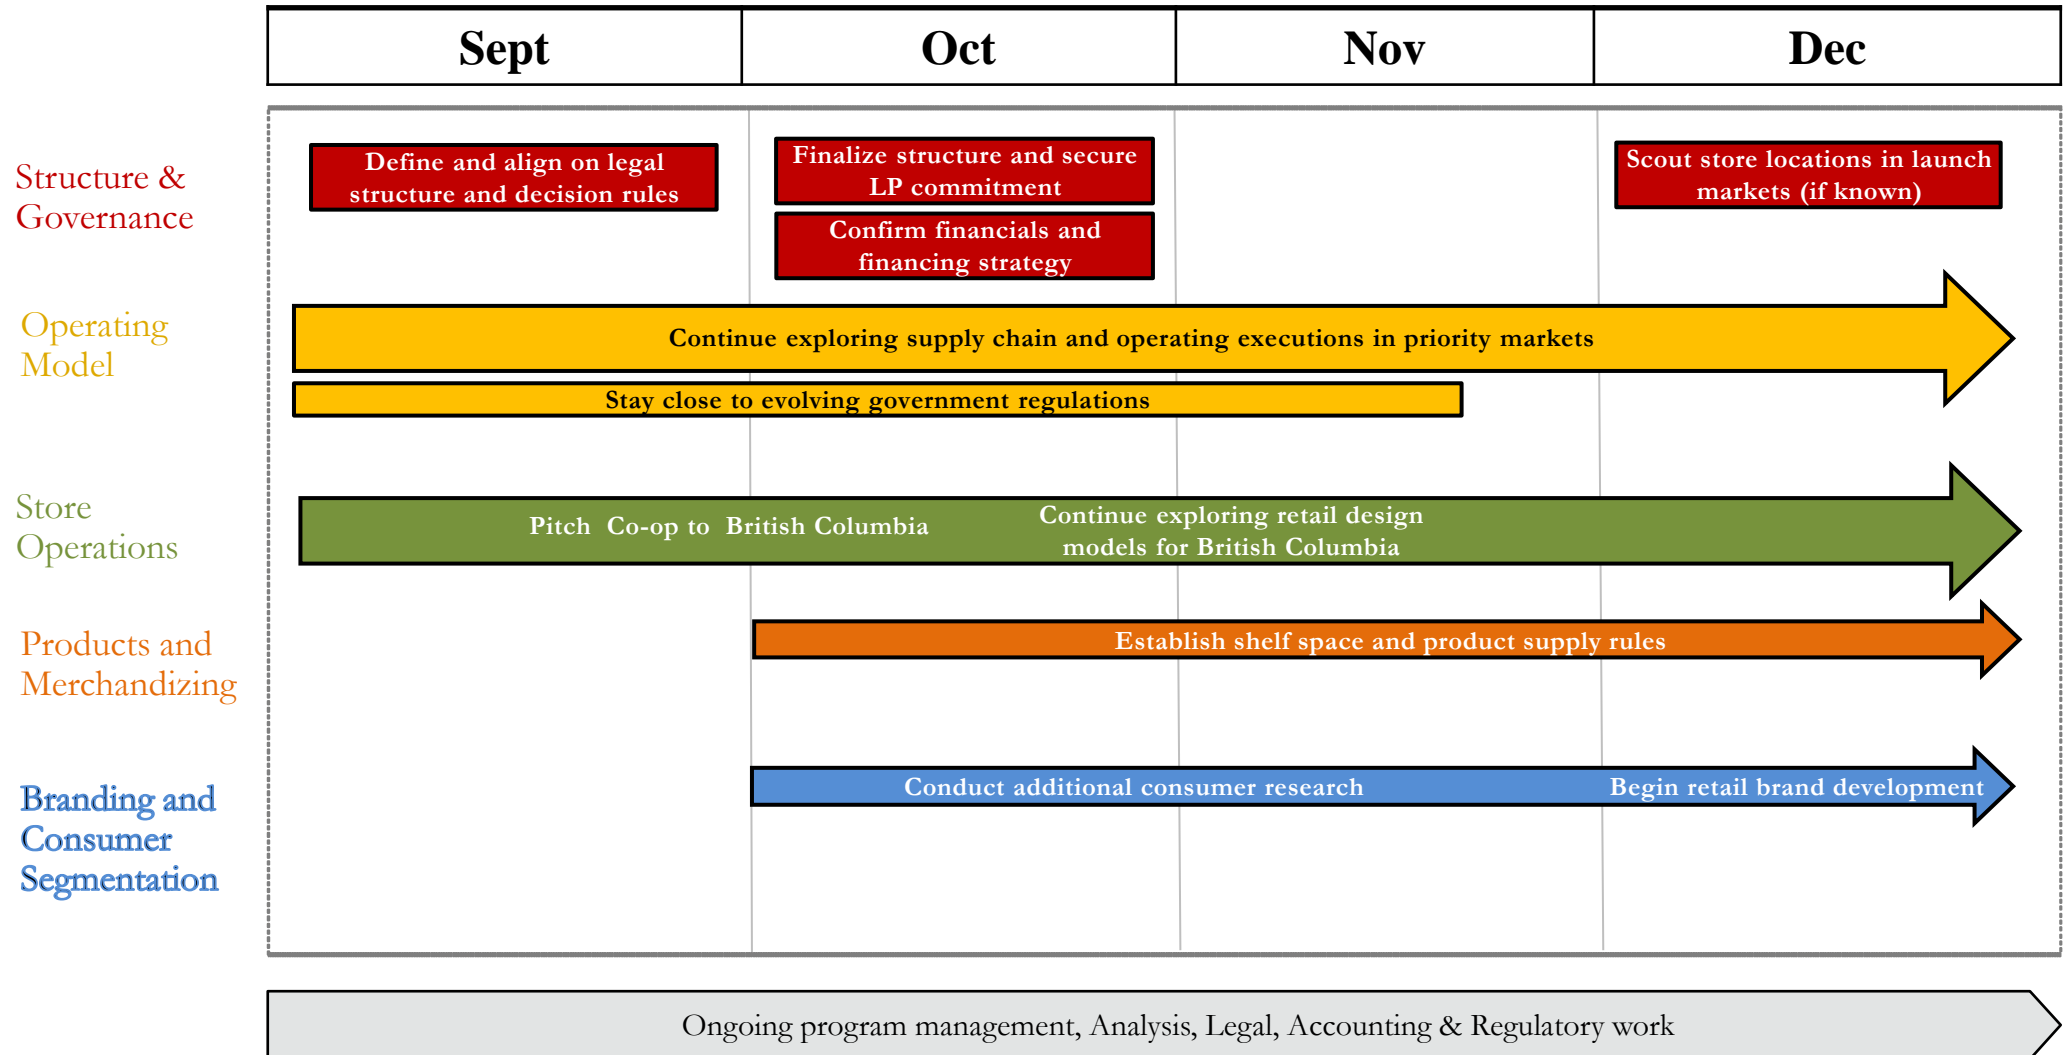 Sept
Oct
Nov
Dec
Structure &
Governance
Define and align on legal
structure and decision rules
Finalize structure and secure
LP commitment
Confirm financials and
financing strategy
Scout store locations in launch
markets (if known)
Operating
Model
Continue exploring supply chain and operating executions in priority markets
Stay close to evolving government regulations
Store
Operations
Pitch Co-op to British Columbia
Continue exploring retail design
models for British Columbia
Products and
Merchandizing
Establish shelf space and product supply rules
Branding and
Consumer
Segmentation
Conduct additional consumer research
Begin retail brand development
Ongoing program management, Analysis, Legal, Accounting & Regulatory work